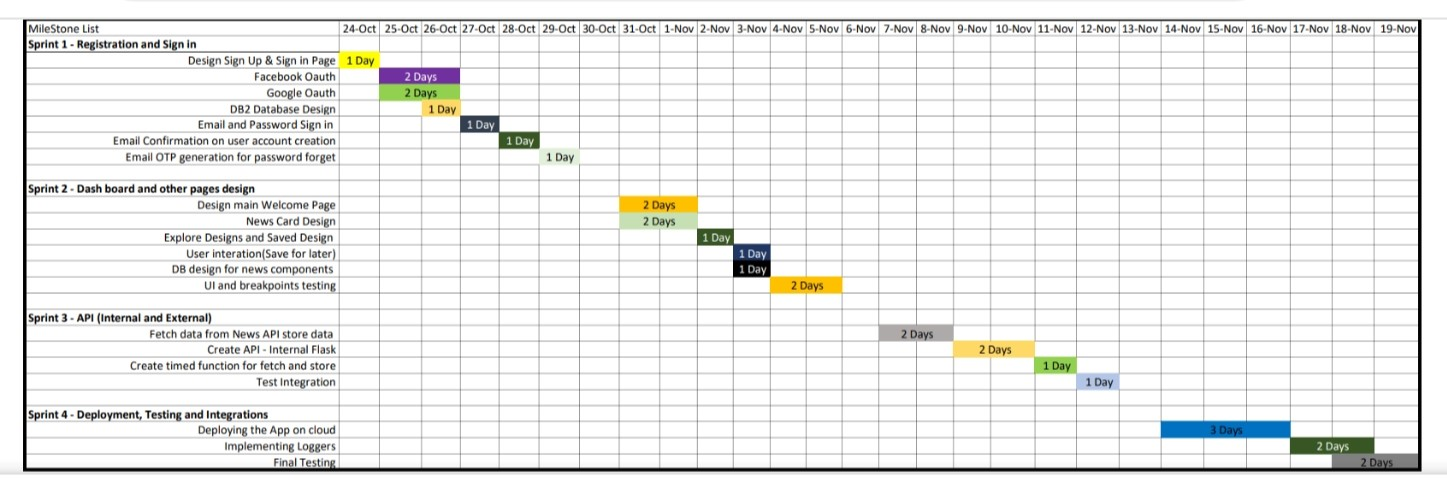 MileStone List 24-Oct 25-Oct 26-Oct 27-Oct 28-Oct 29-Oct 30-Oct 31-Oct 1-Nov 2-Nov 3-Nov 4-Nov 5-Nov 6-Nov 7-Nov 8-Nov 9-Nov 10-Nov 11-Nov 12-Nov 13-Nov 14-Nov 15-Nov 16-Nov 17-Nov 18-Nov 19-Nov
Sprint 1 - Registration and Sign in
Design Sign Up & Sign in Page 1 Day
Facebook Oauth 2 Days
Google Oauth 2 Days
DB2 Database Design 1 Day
Email and Password Sign in 1 Day
Email Confirmation on user account creation 1 Day
Email OTP generation for password forget 1 Day
Sprint 2 - Dash board and other pages design
Design main Welcome Page 2 Days
News Card Design 2 Days
Explore Designs and Saved Design 1 Day
User interation(Save for later) 1 Day
DB design for news components 1 Day
UI and breakpoints testing 2 Days
Sprint 3 - API (Internal and External)
Fetch data from News API store data 2 Days
Create API - Internal Flask 2 Days
Create timed function for fetch and store 1 Day
Test Integration 1 Day
Sprint 4 - Deployment, Testing and Integrations
Deploying the App on cloud 3 Days
Implementing Loggers 2 Days
Final Testing 2 Days